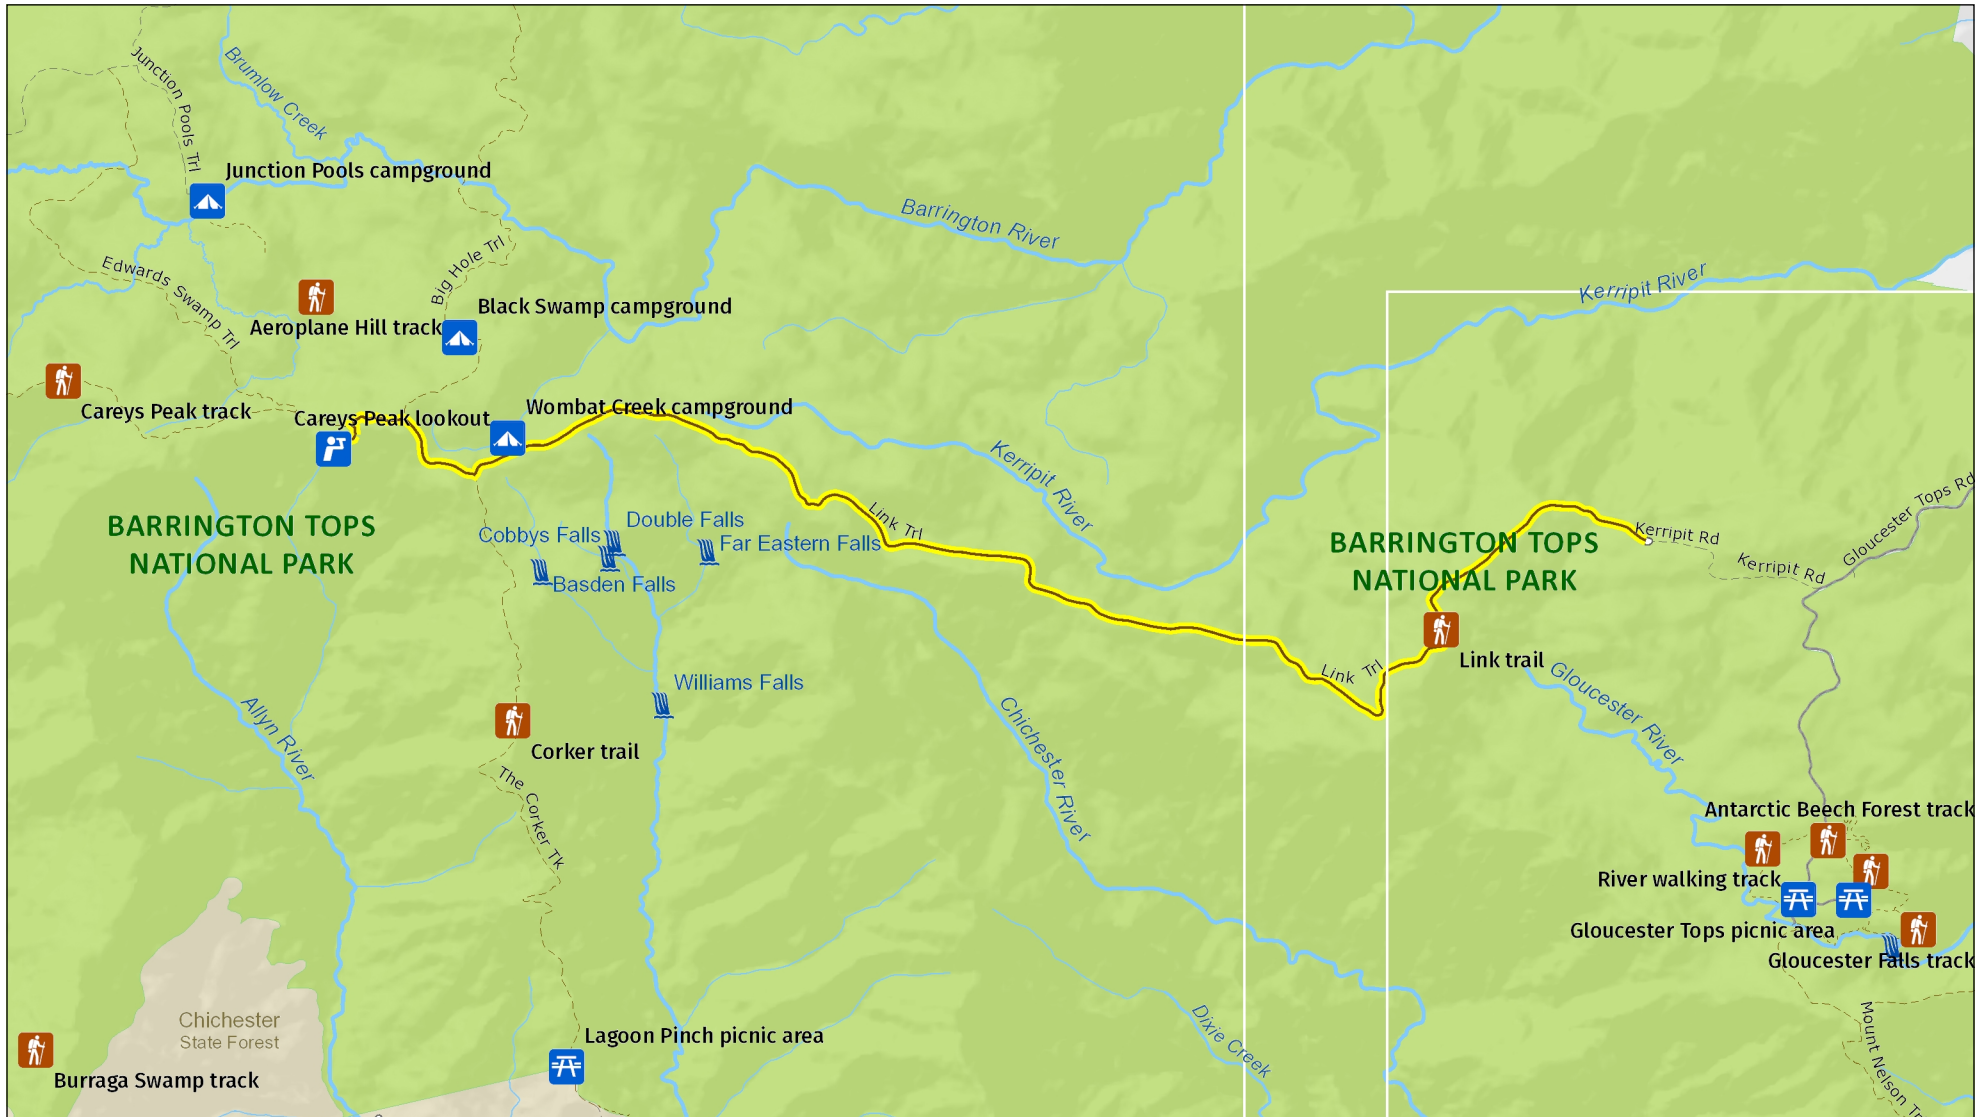 Junction Pools Trl
Brumlow Creek
Junction Pools campground
Barrington River
Big Hole Trl
Edwards Swamp Trl
Kerripit River
Black Swamp campground
Aeroplane Hill track
Careys Peak track
Careys Peak lookout
Wombat Creek campground
Kerripit River
Gloucester Tops Rd
BARRINGTON TOPS
NATIONAL PARK
Link Trl
Double Falls
Cobbys Falls
Far Eastern Falls
Basden Falls
BARRINGTON TOPS
NATIONAL PARK
Kerripit Rd
Kerripit Rd
Link Trl
Link trail
Gloucester River
Williams Falls
Allyn River
Chichester River
Corker trail
The Corker Tk
Antarctic Beech Forest track
River walking track
Gloucester Tops picnic area
Gloucester Falls track
Chichester
State Forest
Dixie Creek
Lagoon Pinch picnic area
Burraga Swamp track
Mount Nelson Tr